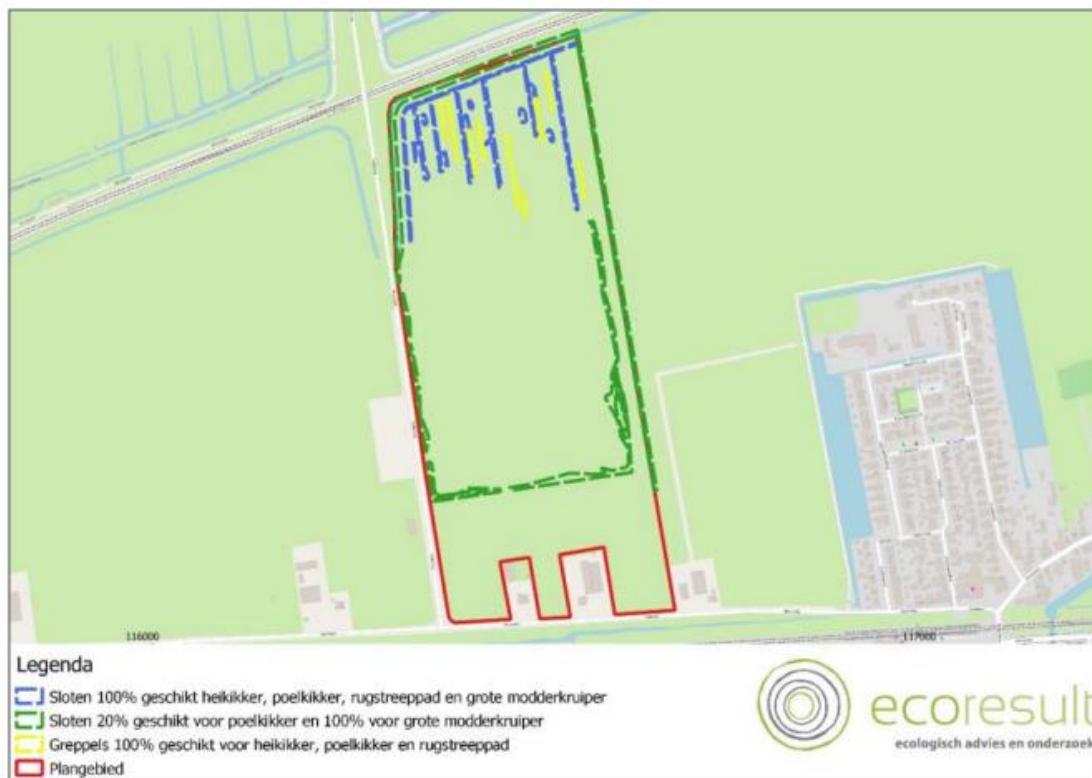 116000
117000
Legenda
Sloten 100% geschikt heikikker, poelkikker, rugstreeppad en grote modderkruiper
Sloten 20% geschikt voor poelkikker en 100% voor grote modderkruiper
Greppels 100% geschikt voor heikikker, poelkikker en rugstreeppad
Plangebied
ecoresult
ecologisch advies en onderzoek